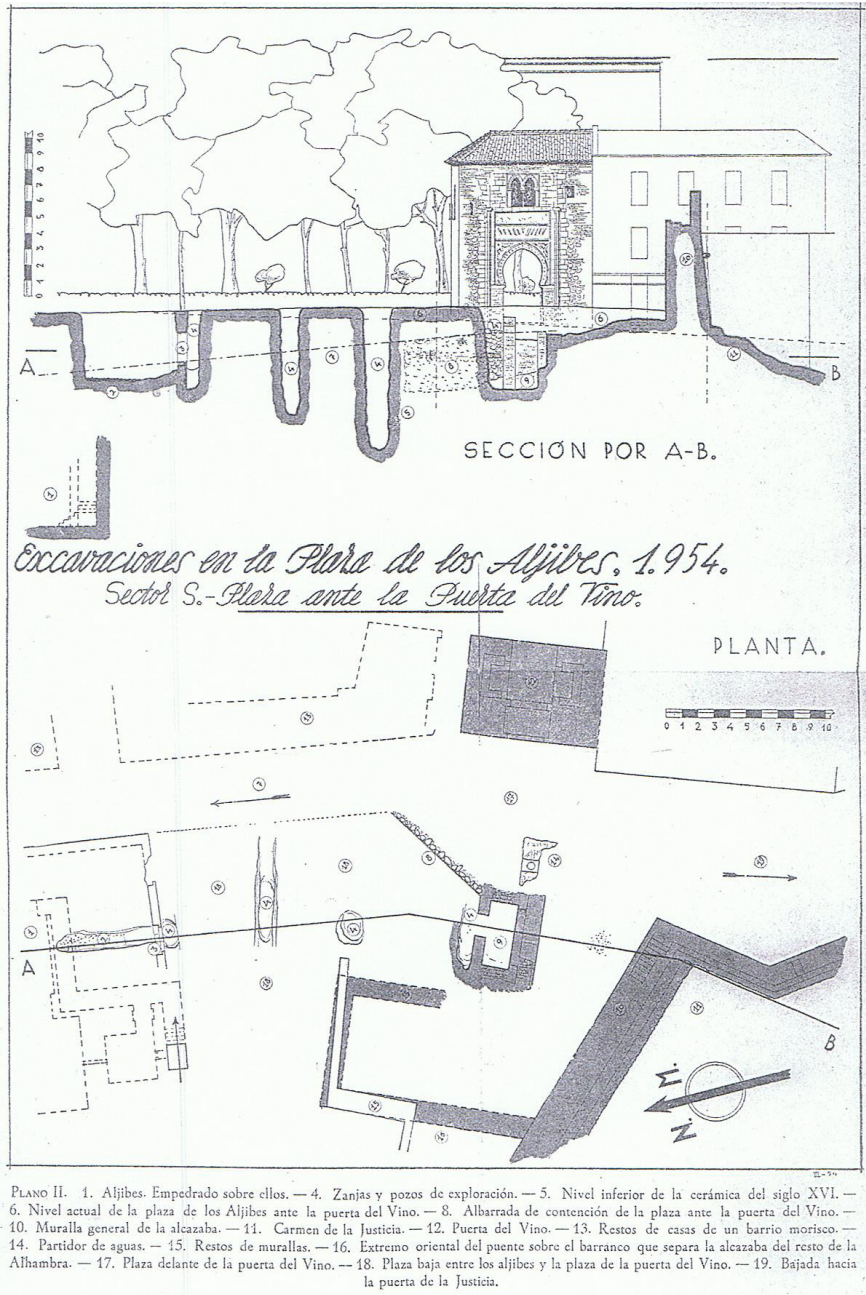 0 1 2 3 4 5 6 7 8 9 10
A
B
SECCIÓN POR A-B.
Excavaciones en la Plaza de los Aljibes, 1.954.
Sector S.-Plaza ante la Puerta del Vino.
PLANTA.
0 1 2 3 4 5 6 7 8 9 10
A
B
M.
N.
PLANO II. 1. Aljibes. Empedrado sobre ellos. — 4. Zanjas y pozos de exploración. — 5. Nivel inferior de la cerámica del siglo XVI. —
6. Nivel actual de la plaza de los Aljibes ante la puerta del Vino. — 8. Albarrada de contención de la plaza ante la puerta del Vino. —
10. Muralla general de la alcazaba. — 11. Carmen de la Justicia. — 12. Puerta del Vino. — 13. Restos de casas de un barrio morisco. —
14. Partidor de aguas. — 15. Restos de murallas. — 16. Extremo oriental del puente sobre el barranco que separa la alcazaba del resto de la
Alhambra. — 17. Plaza delante de la puerta del Vino. — 18. Plaza baja entre los aljibes y la plaza de la puerta del Vino. — 19. Bajada hacia
la puerta de la Justicia.